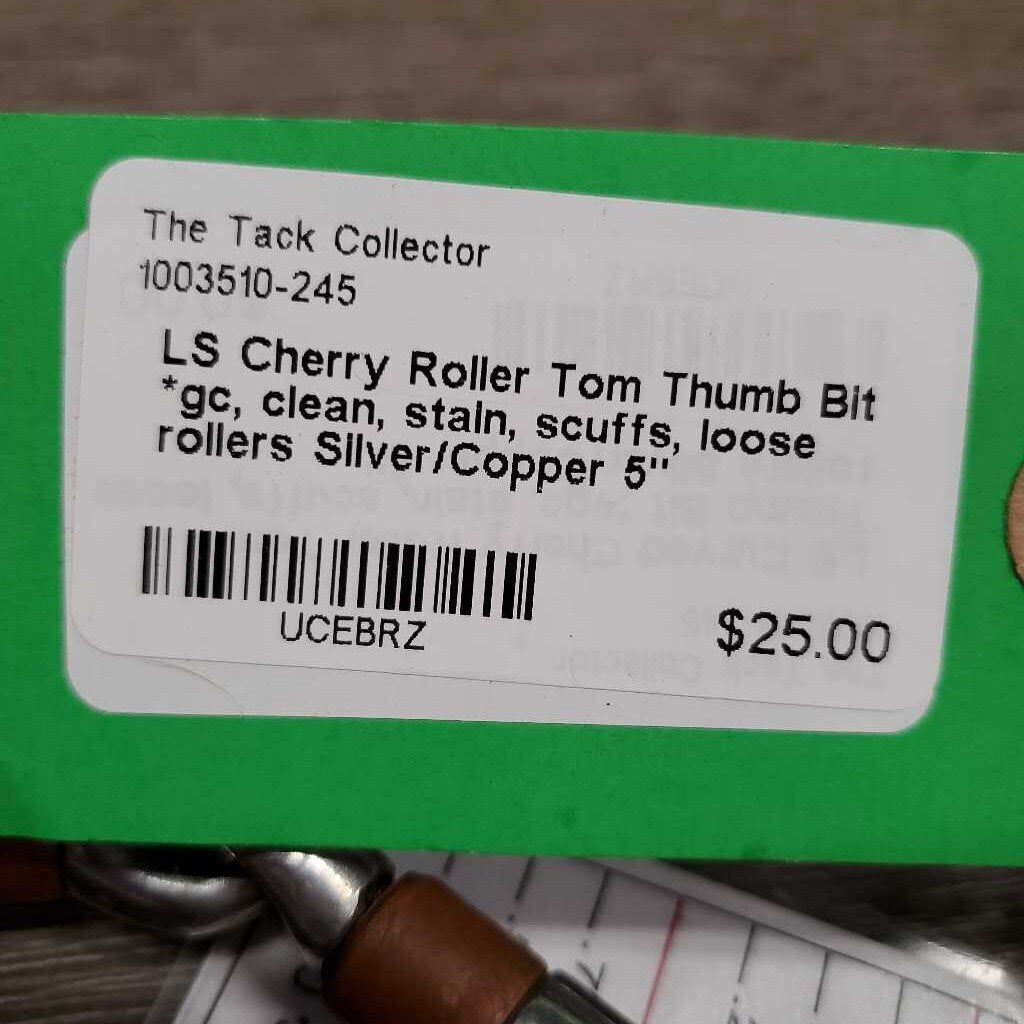 The Tack Collector
1003510-245
LS Cherry Roller Tom Thumb Bit
*gc, clean, stain, scuffs, loose
rollers Silver/Copper 5"
UCEBRZ
$25.00